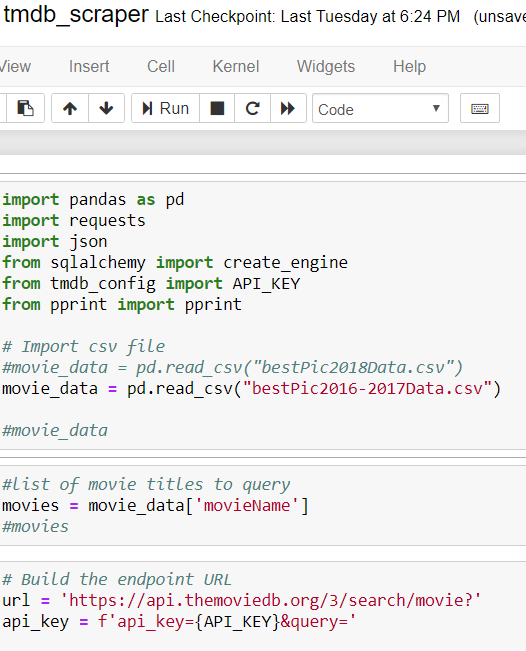 tmdb_scraper Last Checkpoint: Last Tuesday at 6:24 PM (unsave
View Insert Cell Kernel Widgets Help
Run Code
import pandas as pd
import requests
import json
from sqlalchemy import create_engine
from tmdb_config import API_KEY
from pprint import pprint
# Import csv file
#movie_data = pd.read_csv("bestPic2018Data.csv")
movie_data = pd.read_csv("bestPic2016-2017Data.csv")
#movie_data
#list of movie titles to query
movies = movie_data['movieName']
#movies
# Build the endpoint URL
url = 'https://api.themoviedb.org/3/search/movie?'
api_key = f'api_key={API_KEY}&query='